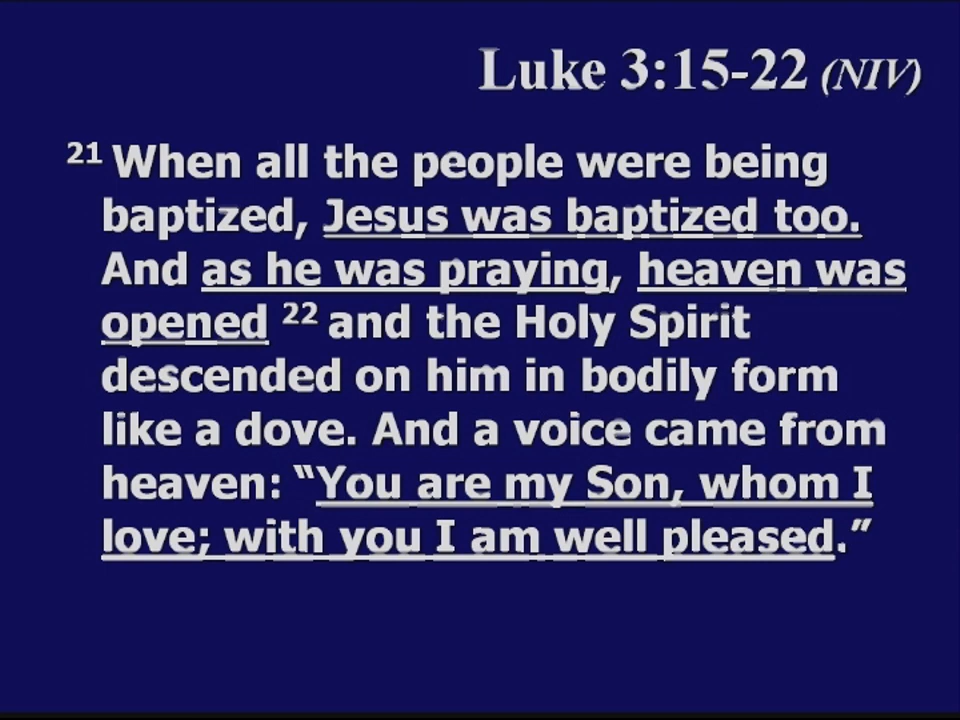 Luke 3:15-22 (NIV)
21 When all the people were being
baptized, Jesus was baptized too.
And as he was praying, heaven was
opened 22 and the Holy Spirit
descended on him in bodily form
like a dove. And a voice came from
heaven: “You are my Son, whom I
love; with you I am well pleased.”